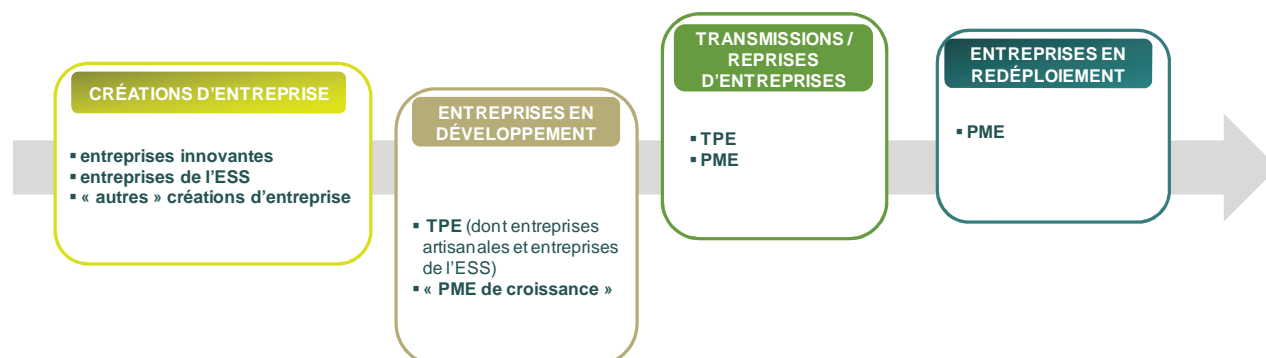 CRÉATIONS D'ENTREPRISE
▪ entreprises innovantes
▪ entreprises de l'ESS
▪ « autres » créations d'entreprise
ENTREPRISES EN
DÉVELOPPEMENT
▪ TPE (dont entreprises
artisanales et entreprises
de l'ESS)
▪ « PME de croissance »
TRANSMISSIONS /
REPRISES
D'ENTREPRISES
▪ TPE
▪ PME
ENTREPRISES EN
REDÉPLOIEMENT
▪ PME